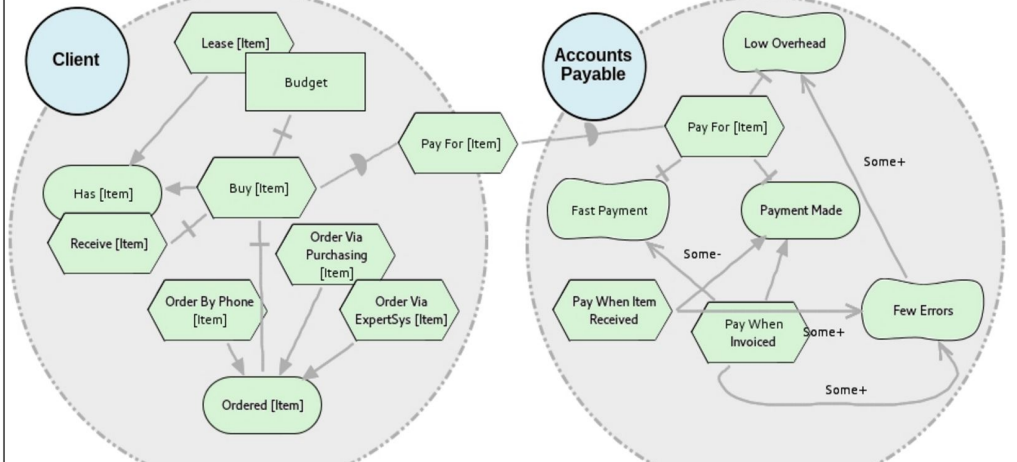 Client
Lease [Item]
Budget
Pay For [Item]
Has [Item]
Buy [Item]
Receive [Item]
Order Via
Purchasing
[Item]
Order By Phone
[Item]
Order Via
ExpertSys [Item]
Ordered [Item]
Accounts
Payable
Low Overhead
Pay For [Item]
Some+
Fast Payment
Payment Made
Some-
Pay When Item
Received
Pay When
Invoiced
Some+
Few Errors
Some+